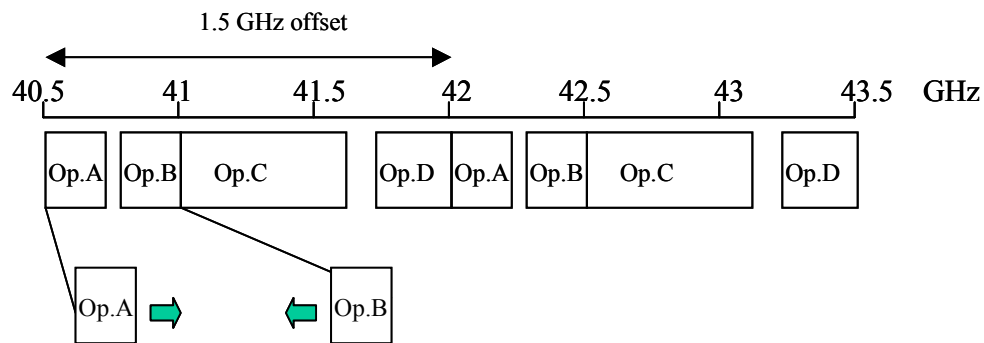 1.5 GHz offset
40.5 41 41.5 42 42.5 43 43.5 GHz
Op.A Op.B Op.C Op.D Op.A Op.B Op.C Op.D
Op.A Op.B